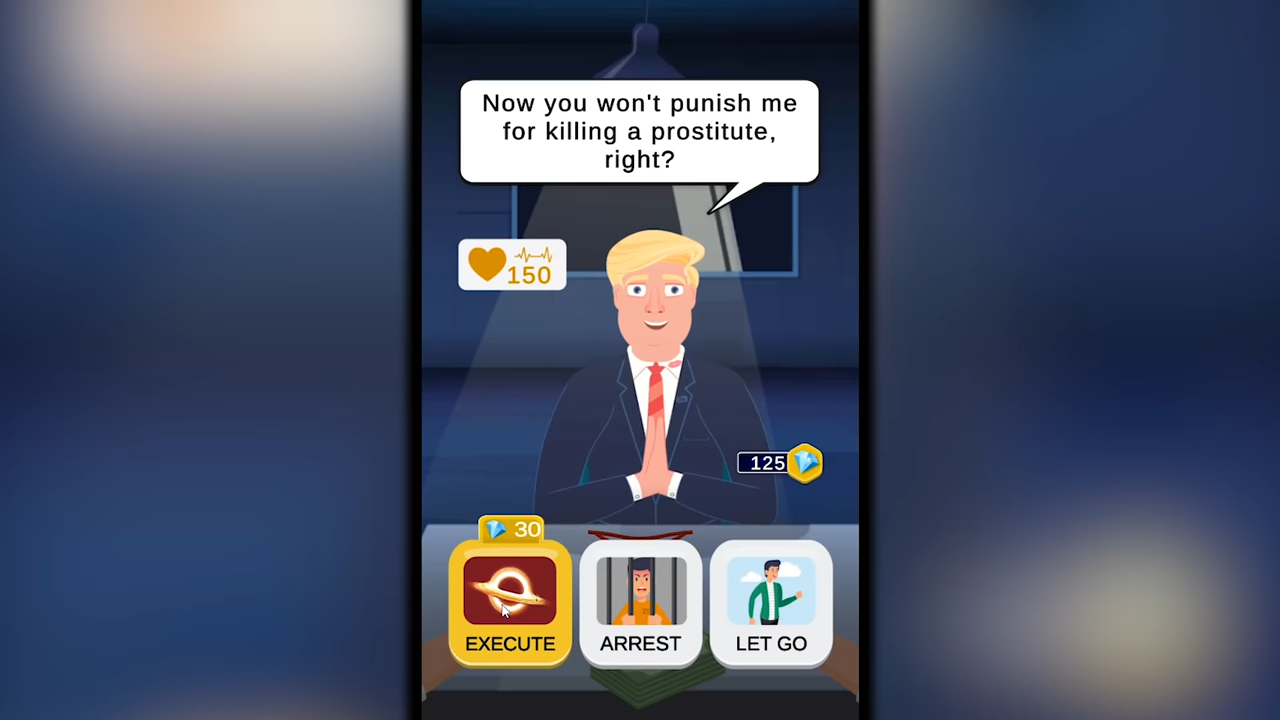 Now you won't punish me
for killing a prostitute,
right?
150
125
30
EXECUTE
ARREST
LET GO